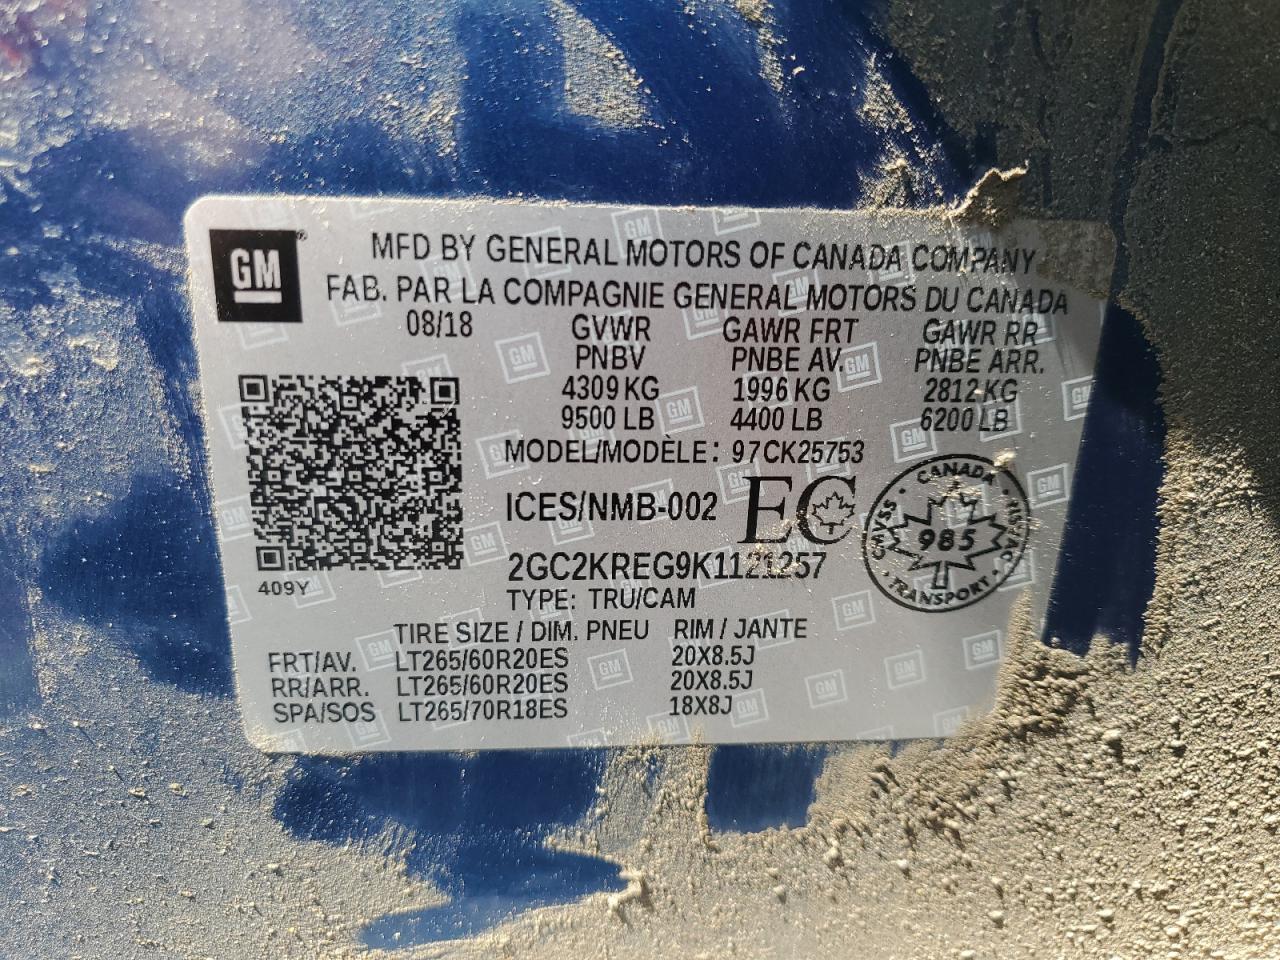 GM®
MFD BY GENERAL MOTORS OF CANADA COMPANY
FAB. PAR LA COMPAGNIE GENERAL MOTORS DU CANADA
08/18 GVWR GAWR FRT GAWR RR
PNBV PNBE AV. PNBE ARR.
4309 KG 1996 KG 2812 KG
9500 LB 4400 LB 6200 LB
MODEL/MODÈLE: 97CK25753
ICES/NMB-002 EC
CANADA
CMVSS • 985 • NSVAC
TRANSPORT
2GC2KREG9K1121257
409Y
TYPE: TRU/CAM
TIRE SIZE / DIM. PNEU RIM / JANTE
FRT/AV. LT265/60R20ES 20X8.5J
RR/ARR. LT265/60R20ES 20X8.5J
SPA/SOS LT265/70R18ES 18X8J